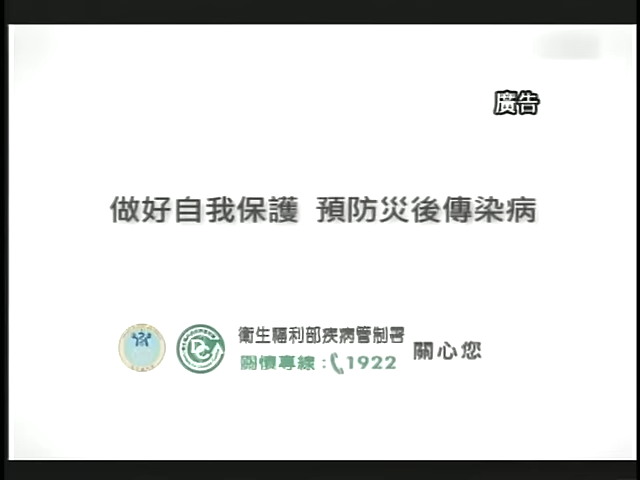 廣告
做好自我保護 預防災後傳染病
衛生福利部疾病管制署
關懷專線：1922
關心您